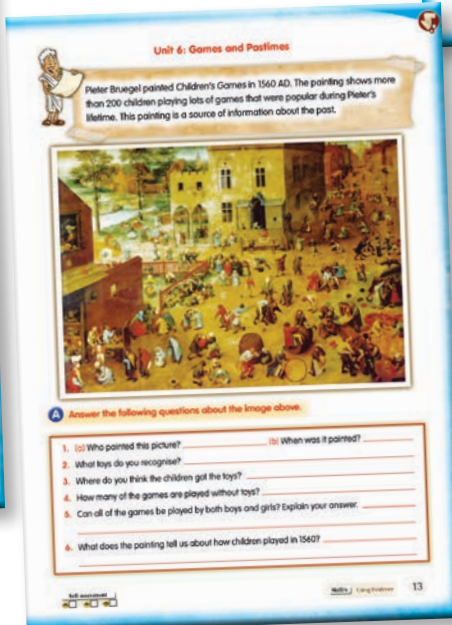 Unit 6: Games and Pastimes
Pieter Bruegel painted Children's Games in 1560 AD. The painting shows more
than 200 children playing lots of games that were popular during Pieter's
lifetime. This painting is a source of information about the past.
A Answer the following questions about the image above.
1. (a) Who painted this picture? (b) When was it painted?
2. What toys do you recognise?
3. Where do you think the children got the toys?
4. How many of the games are played without toys?
5. Can all of the games be played by both boys and girls? Explain your answer.
6. What does the painting tell us about how children played in 1560?
Self-assessment
Skills Using Evidence 13